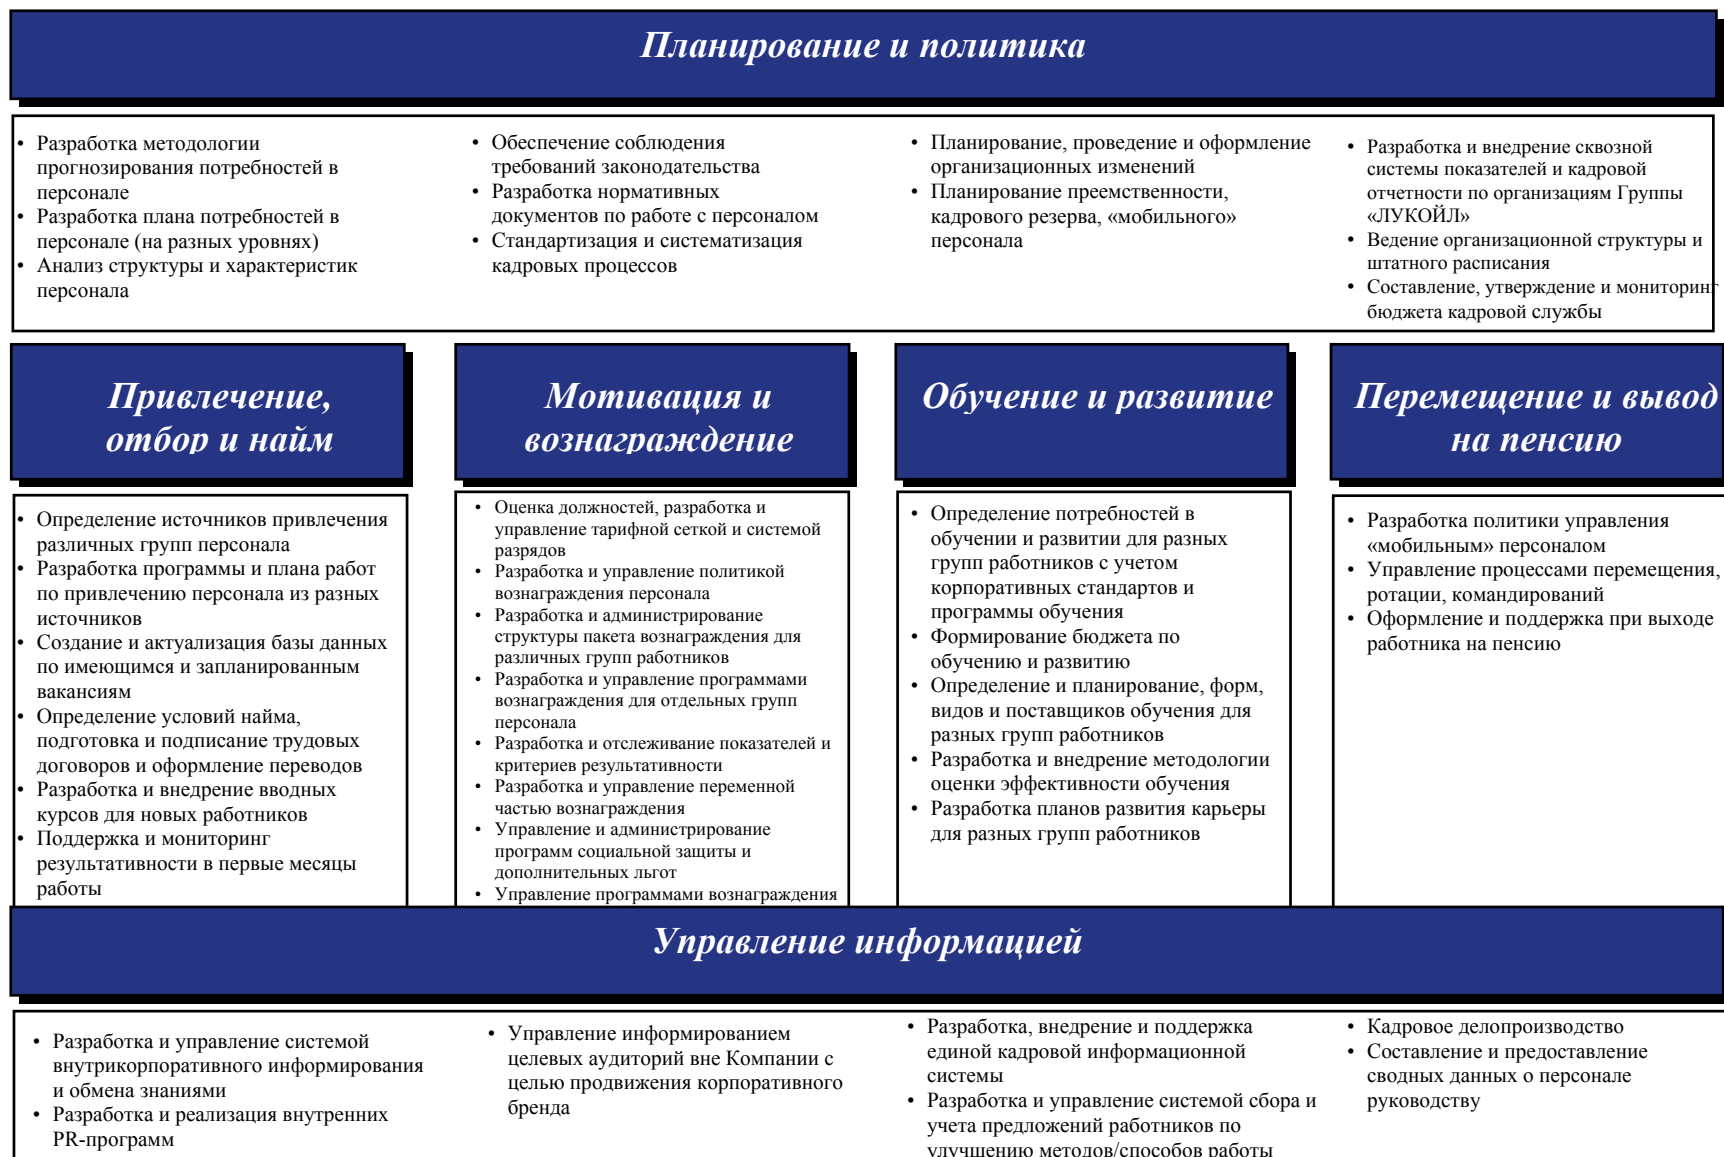 Планирование и политика
• Разработка методологии
прогнозирования потребностей в
персонале
• Разработка плана потребностей в
персонале (на разных уровнях)
• Анализ структуры и характеристик
персонала
• Обеспечение соблюдения
требований законодательства
• Разработка нормативных
документов по работе с персоналом
• Стандартизация и систематизация
кадровых процессов
• Планирование, проведение и оформление
организационных изменений
• Планирование преемственности,
кадрового резерва, «мобильного»
персонала
• Разработка и внедрение сквозной
системы показателей и кадровой
отчетности по организациям Группы
«ЛУКОЙЛ»
• Ведение организационной структуры и
штатного расписания
• Составление, утверждение и мониторинг
бюджета кадровой службы
Привлечение,
отбор и найм
• Определение источников привлечения
различных групп персонала
• Разработка программы и плана работ
по привлечению персонала из разных
источников
• Создание и актуализация базы данных
по имеющимся и запланированным
вакансиям
• Определение условий найма,
подготовка и подписание трудовых
договоров и оформление переводов
• Разработка и внедрение вводных
курсов для новых работников
• Поддержка и мониторинг
результативности в первые месяцы
работы
Мотивация и
вознаграждение
• Оценка должностей, разработка и
управление тарифной сеткой и системой
разрядов
• Разработка и управление политикой
вознаграждения персонала
• Разработка и администрирование
структуры пакета вознаграждения для
различных групп работников
• Разработка и управление программами
вознаграждения для отдельных групп
персонала
• Разработка и отслеживание показателей и
критериев результативности
• Разработка и управление переменной
частью вознаграждения
• Управление и администрирование
программ социальной защиты и
дополнительных льгот
• Управление программами вознаграждения
Обучение и развитие
• Определение потребностей в
обучении и развитии для разных
групп работников с учетом
корпоративных стандартов и
программы обучения
• Формирование бюджета по
обучению и развитию
• Определение и планирование, форм,
видов и поставщиков обучения для
разных групп работников
• Разработка и внедрение методологии
оценки эффективности обучения
• Разработка планов развития карьеры
для разных групп работников
Перемещение и вывод
на пенсию
• Разработка политики управления
«мобильным» персоналом
• Управление процессами перемещения,
ротации, командирований
• Оформление и поддержка при выходе
работника на пенсию
Управление информацией
• Разработка и управление системой
внутрикорпоративного информирования
и обмена знаниями
• Разработка и реализация внутренних
PR-программ
• Управление информированием
целевых аудиторий вне Компании с
целью продвижения корпоративного
бренда
• Разработка, внедрение и поддержка
единой кадровой информационной
системы
• Разработка и управление системой сбора и
учета предложений работников по
улучшению методов/способов работы
• Кадровое делопроизводство
• Составление и предоставление
сводных данных о персонале
руководству